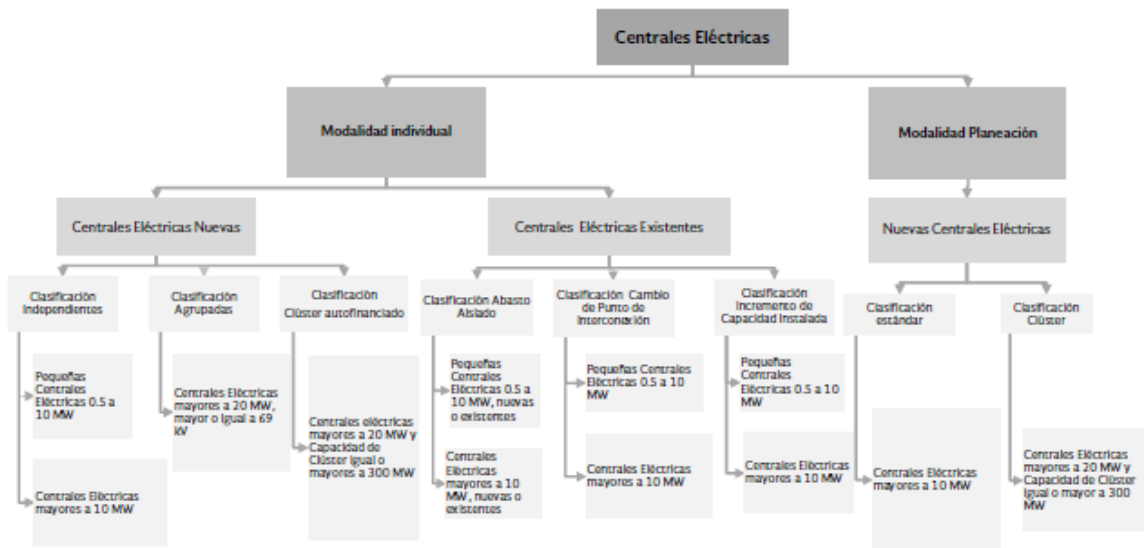 Centrales Eléctricas
Modalidad individual
Modalidad Planeación
Centrales Eléctricas Nuevas
Centrales Eléctricas Existentes
Nuevas Centrales Eléctricas
Clasificación
Independientes
Clasificación
Agrupadas
Clasificación
Clúster autofinanciado
Clasificación Abasto
Aislado
Clasificación Cambio
de Punto de
Interconexión
Clasificación
Incremento de
Capacidad Instalada
Clasificación
estándar
Clasificación
Clúster
Pequeñas
Centrales
Eléctricas 0.5 a
10 MW
Centrales Eléctricas
mayores a 10 MW
Centrales Eléctricas
mayores a 20 MW,
mayor o igual a 69
kV
Centrales eléctricas
mayores a 20 MW y
Capacidad de
Clúster igual o
mayores a 300 MW
Pequeñas
Centrales
Eléctricas 0.5 a
10 MW, nuevas
o existentes
Centrales
Eléctricas
mayores a 10
MW, nuevas o
existentes
Pequeñas Centrales
Eléctricas 0.5 a 10
MW
Centrales Eléctricas
mayores a 10 MW
Pequeñas
Centrales
Eléctricas 0.5 a 10
MW
Centrales Eléctricas
mayores a 10 MW
Centrales Eléctricas
mayores a 10 MW
Centrales Eléctricas
mayores a 20 MW y
Capacidad de Clúster
igual o mayor a 300
MW